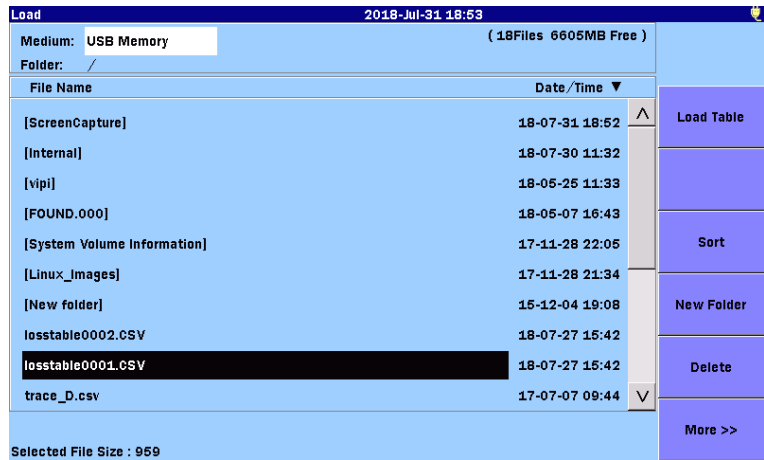 Load 2018-Jul-31 18:53
Medium: USB Memory (18Files 6605MB Free)
Folder: /
File Name Date/Time ▼
[ScreenCapture] 18-07-31 18:52
[Internal] 18-07-30 11:32
[vipi] 18-05-25 11:33
[FOUND.000] 18-05-07 16:43
[System Volume Information] 17-11-28 22:05
[Linux_Images] 17-11-28 21:34
[New folder] 15-12-04 19:08
losstable0002.CSV 18-07-27 15:42
losstable0001.CSV 18-07-27 15:42
trace_D.csv 17-07-07 09:44
Selected File Size : 959
Load Table
Sort
New Folder
Delete
More >>